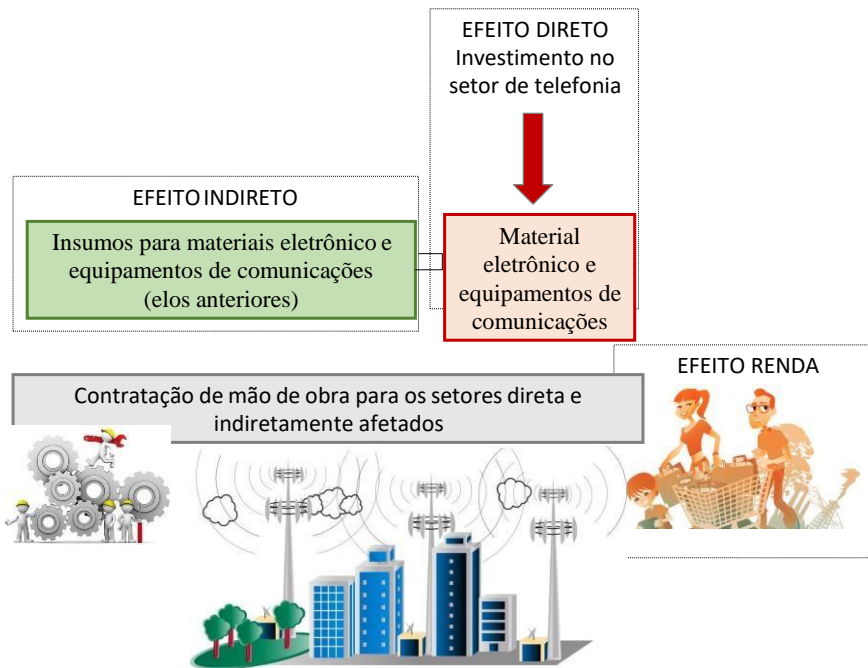 EFEITO DIRETO
Investimento no
setor de telefonia
EFEITO INDIRETO
Insumos para materiais eletrônico e
equipamentos de comunicações
(elos anteriores)
Material
eletrônico e
equipamentos de
comunicações
EFEITO RENDA
Contratação de mão de obra para os setores direta e
indiretamente afetados